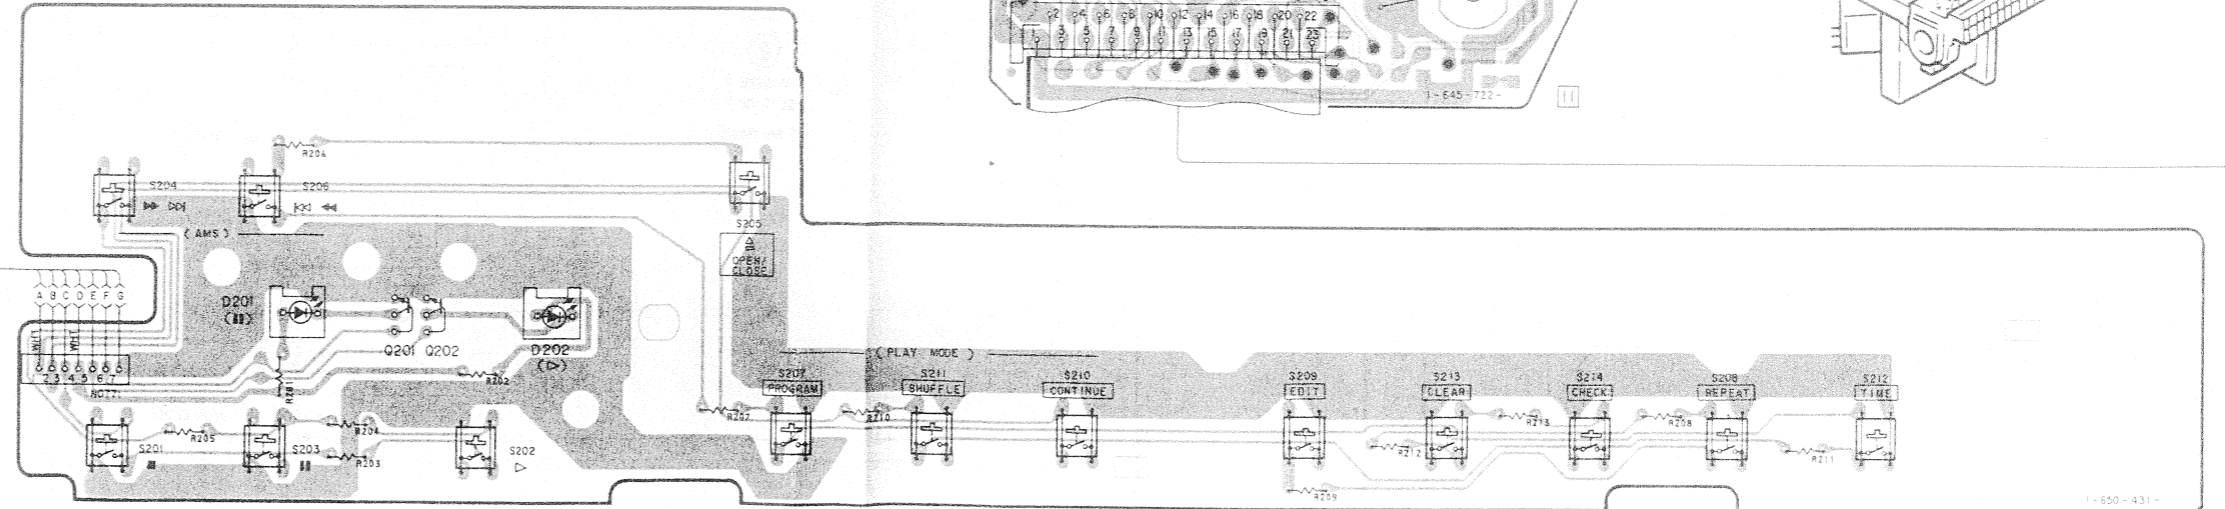 2 4 6 8 10 12 14 16 18 20 22
1 3 5 7 9 11 13 15 17 19 21 23
1-645-722-
11
R206
S204
S206
S205
OPEN/
CLOSE
( AMS )
A B C D E F G
D201
Q201 Q202
D202
WHT
2 3 4 5 6 7
R201
R202
( PLAY MODE )
S207
PROGRAM
S211
SHUFFLE
S210
CONTINUE
S209
EDIT
S213
CLEAR
S214
CHECK
S208
REPEAT
S212
TIME
R207
R210
R213
R208
R205
R204
R203
S201
S203
S202
R212
R211
R209
1-650-431-